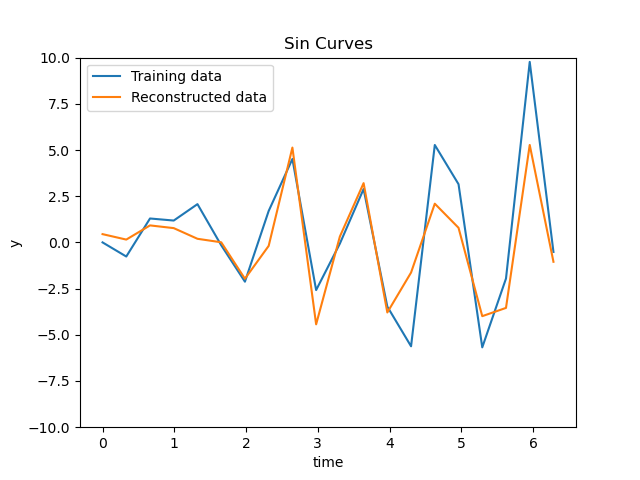 Sin Curves
Training data
Reconstructed data
10.0
7.5
5.0
2.5
0.0
−2.5
−5.0
−7.5
−10.0
y
0 1 2 3 4 5 6
time